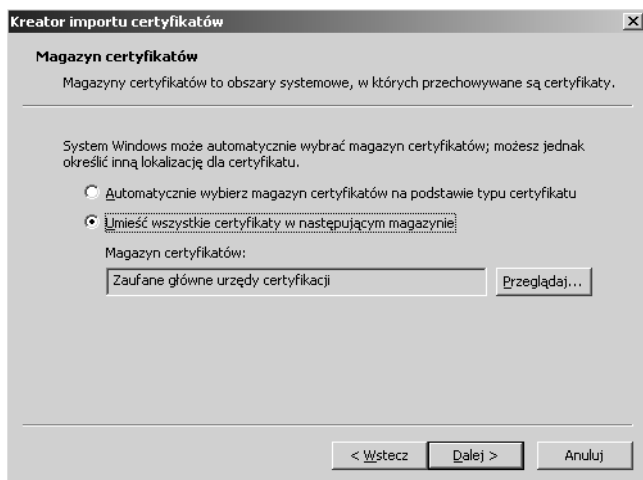 Kreator importu certyfikatów
Magazyn certyfikatów
Magazyny certyfikatów to obszary systemowe, w których przechowywane są certyfikaty.
System Windows może automatycznie wybrać magazyn certyfikatów; możesz jednak
określić inną lokalizację dla certyfikatu.
Automatycznie wybierz magazyn certyfikatów na podstawie typu certyfikatu
Umieść wszystkie certyfikaty w następującym magazynie
Magazyn certyfikatów:
Zaufane główne urzędy certyfikacji
Przeglądaj...
< Wstecz
Dalej >
Anuluj